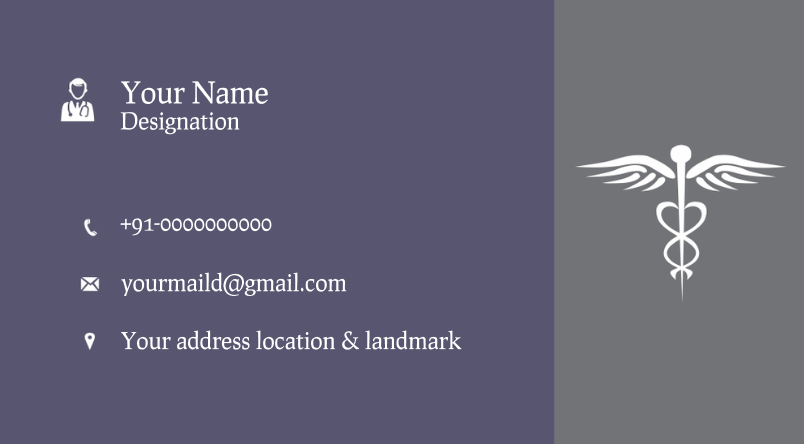 Your Name
Designation
+91-0000000000
yourmaild@gmail.com
Your address location & landmark